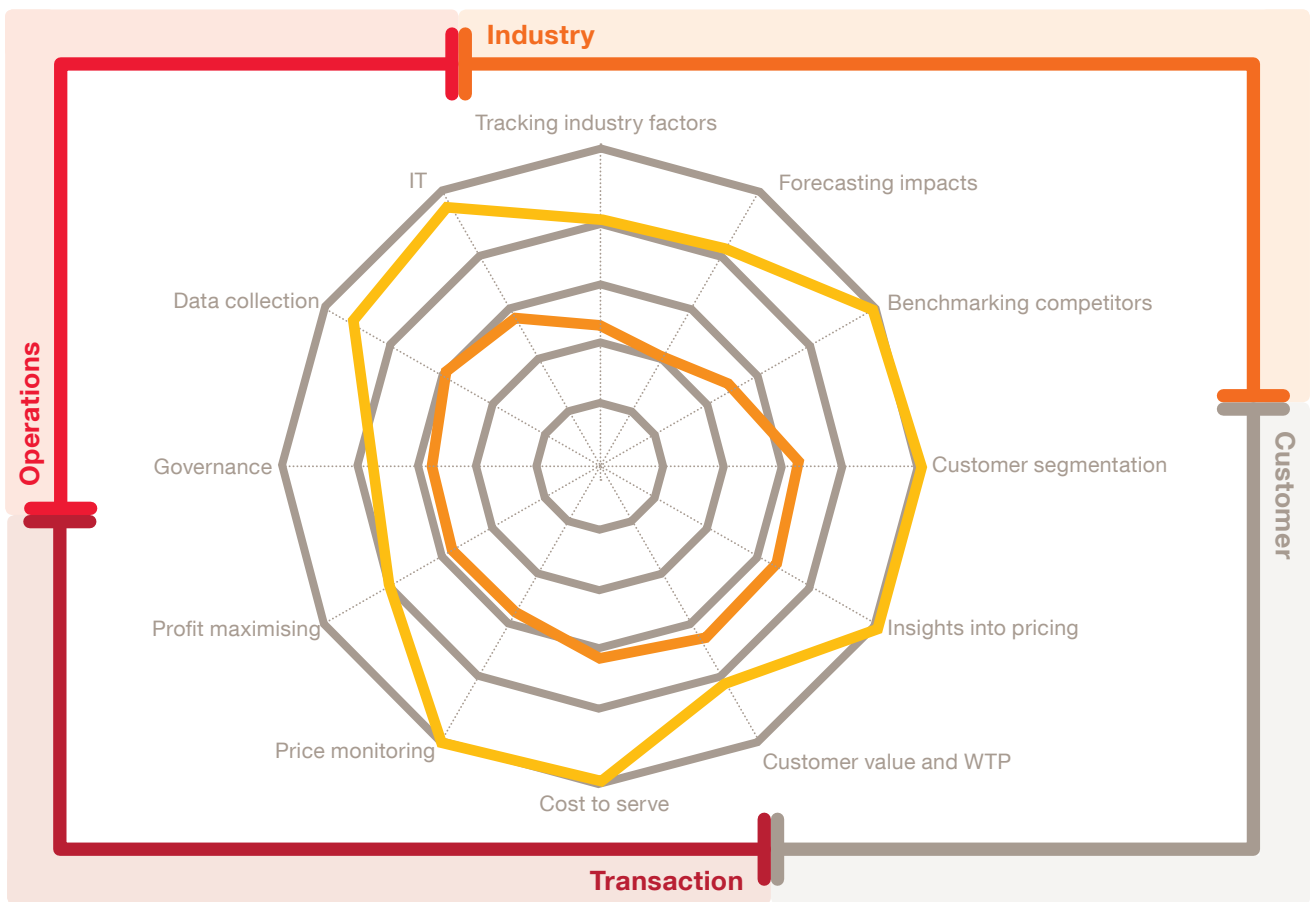 Industry
Tracking industry factors
IT
Forecasting impacts
Data collection
Benchmarking competitors
Operations
Governance
Customer segmentation
Customer
Profit maximising
Insights into pricing
Price monitoring
Customer value and WTP
Cost to serve
Transaction